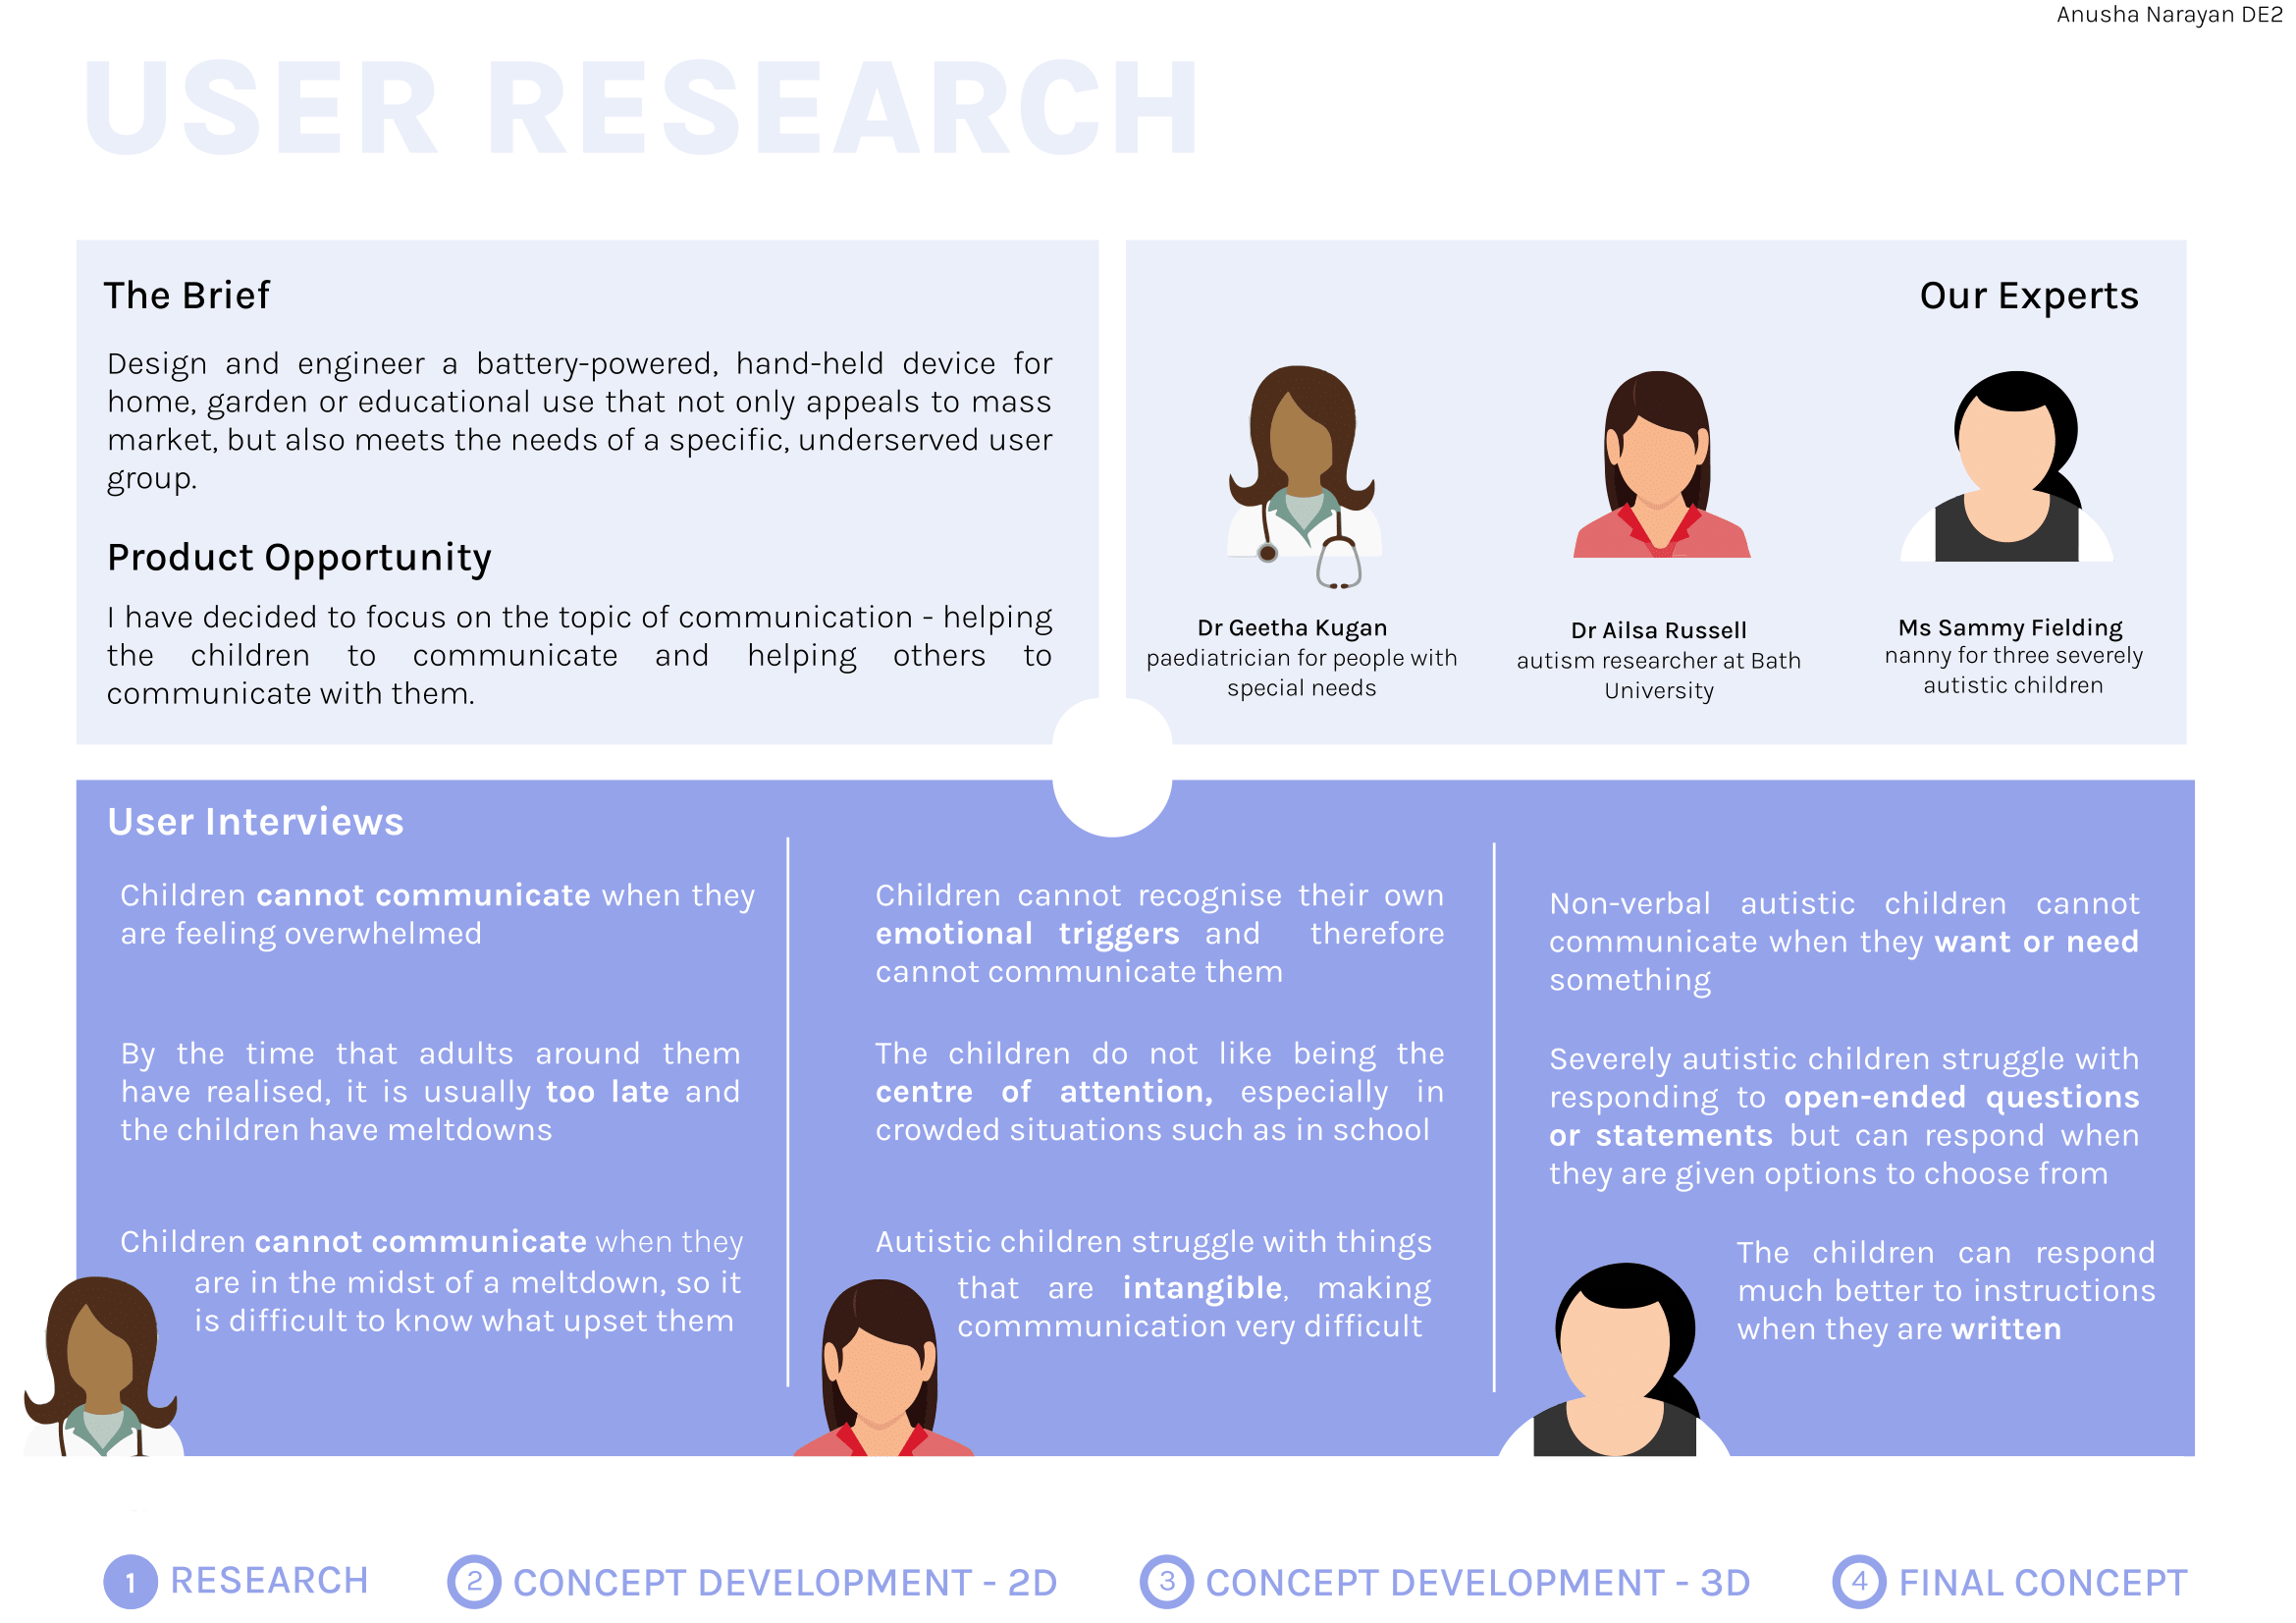 Anusha Narayan DE2
USER RESEARCH
The Brief
Design and engineer a battery-powered, hand-held device for
home, garden or educational use that not only appeals to mass
market, but also meets the needs of a specific, underserved user
group.
Product Opportunity
I have decided to focus on the topic of communication - helping
the children to communicate and helping others to
communicate with them.
Our Experts
Dr Geetha Kugan
paediatrician for people with
special needs
Dr Ailsa Russell
autism researcher at Bath
University
Ms Sammy Fielding
nanny for three severely
autistic children
User Interviews
Children cannot communicate when they
are feeling overwhelmed
By the time that adults around them
have realised, it is usually too late and
the children have meltdowns
Children cannot communicate when they
are in the midst of a meltdown, so it
is difficult to know what upset them
Children cannot recognise their own
emotional triggers and therefore
cannot communicate them
The children do not like being the
centre of attention, especially in
crowded situations such as in school
Autistic children struggle with things
that are intangible, making
commmunication very difficult
Non-verbal autistic children cannot
communicate when they want or need
something
Severely autistic children struggle with
responding to open-ended questions
or statements but can respond when
they are given options to choose from
The children can respond
much better to instructions
when they are written
1 RESEARCH
2 CONCEPT DEVELOPMENT - 2D
3 CONCEPT DEVELOPMENT - 3D
4 FINAL CONCEPT